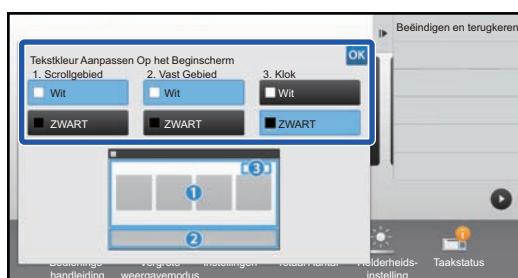 Beëindigen en terugkeren
OK
Tekstkleur Aanpassen Op het Beginscherm
1. Scrollgebied 2. Vast Gebied 3. Klok
Wit Wit Wit
ZWART ZWART ZWART
3
1
2
Taakstatus
handleiding weergavemodus instelling